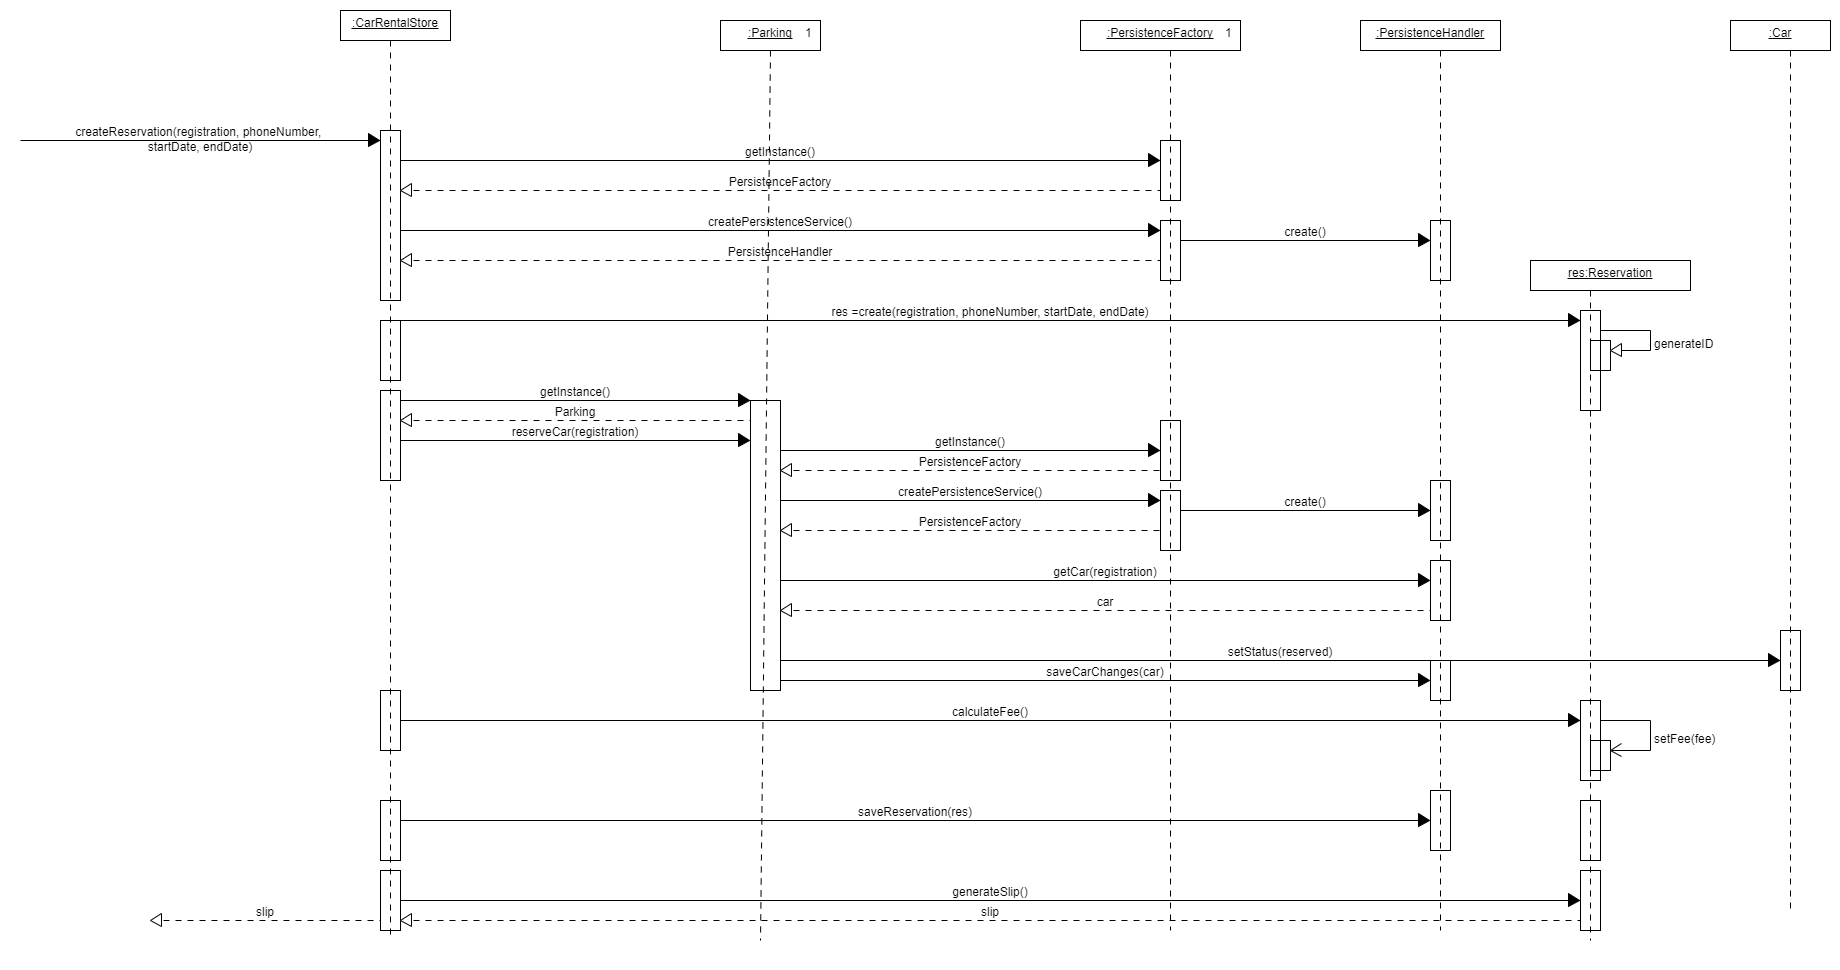 :CarRentalStore
:Parking 1
:PersistenceFactory 1
:PersistenceHandler
:Car
createReservation(registration, phoneNumber,
startDate, endDate)
getInstance()
PersistenceFactory
createPersistenceService()
create()
PersistenceHandler
res:Reservation
res =create(registration, phoneNumber, startDate, endDate)
generateID
getInstance()
Parking
reserveCar(registration)
getInstance()
PersistenceFactory
createPersistenceService()
create()
PersistenceFactory
getCar(registration)
car
setStatus(reserved)
saveCarChanges(car)
calculateFee()
setFee(fee)
saveReservation(res)
generateSlip()
slip
slip